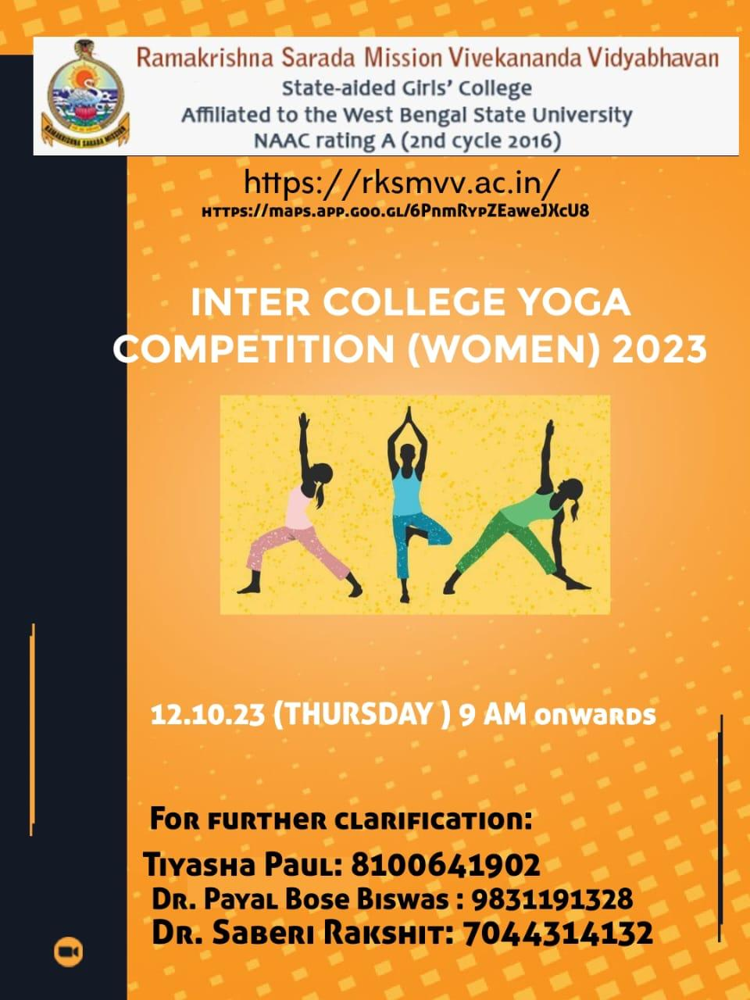 Ramakrishna Sarada Mission Vivekananda Vidyabhavan
State-aided Girls' College
Affiliated to the West Bengal State University
NAAC rating A (2nd cycle 2016)
RAMAKRISHNA SARADA MISSION
https://rksmvv.ac.in/
https://maps.app.goo.gl/6PnmRypZEaweJXcU8
INTER COLLEGE YOGA
COMPETITION (WOMEN) 2023
12.10.23 (THURSDAY ) 9 AM onwards
For further clarification:
Tiyasha Paul: 8100641902
Dr. Payal Bose Biswas : 9831191328
Dr. Saberi Rakshit: 7044314132